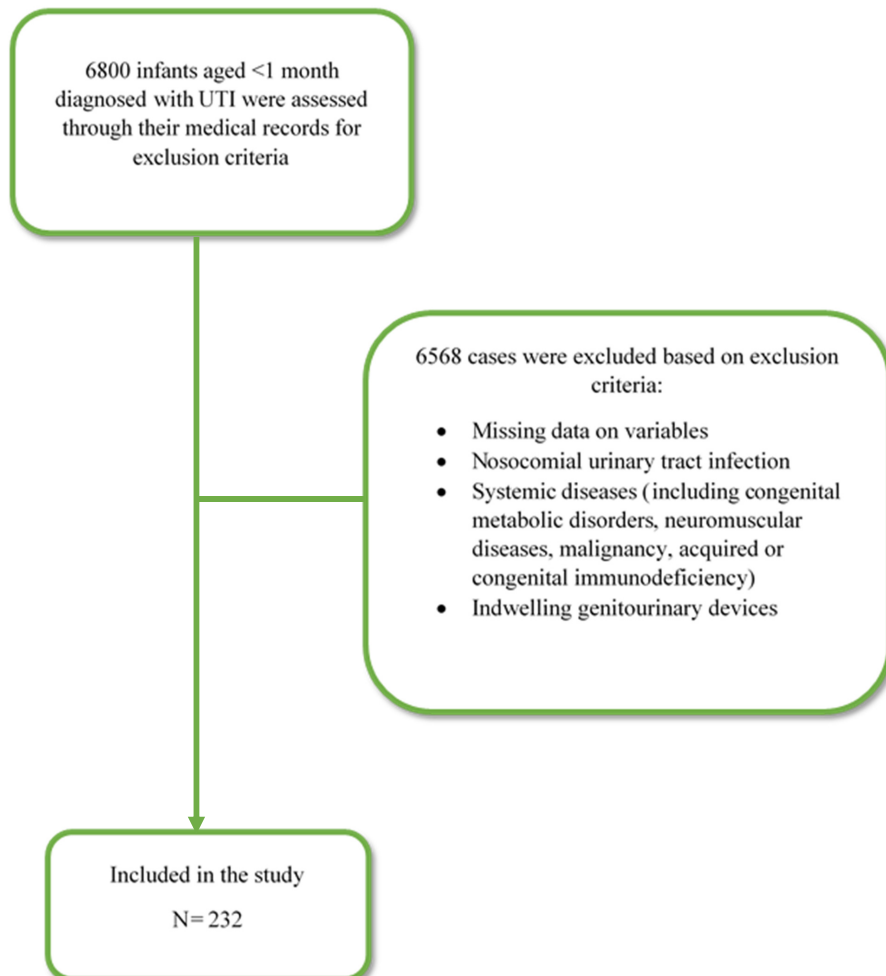 6800 infants aged <1 month
diagnosed with UTI were assessed
through their medical records for
exclusion criteria
6568 cases were excluded based on exclusion
criteria:
• Missing data on variables
• Nosocomial urinary tract infection
• Systemic diseases (including congenital
metabolic disorders, neuromuscular
diseases, malignancy, acquired or
congenital immunodeficiency)
• Indwelling genitourinary devices
Included in the study
N= 232